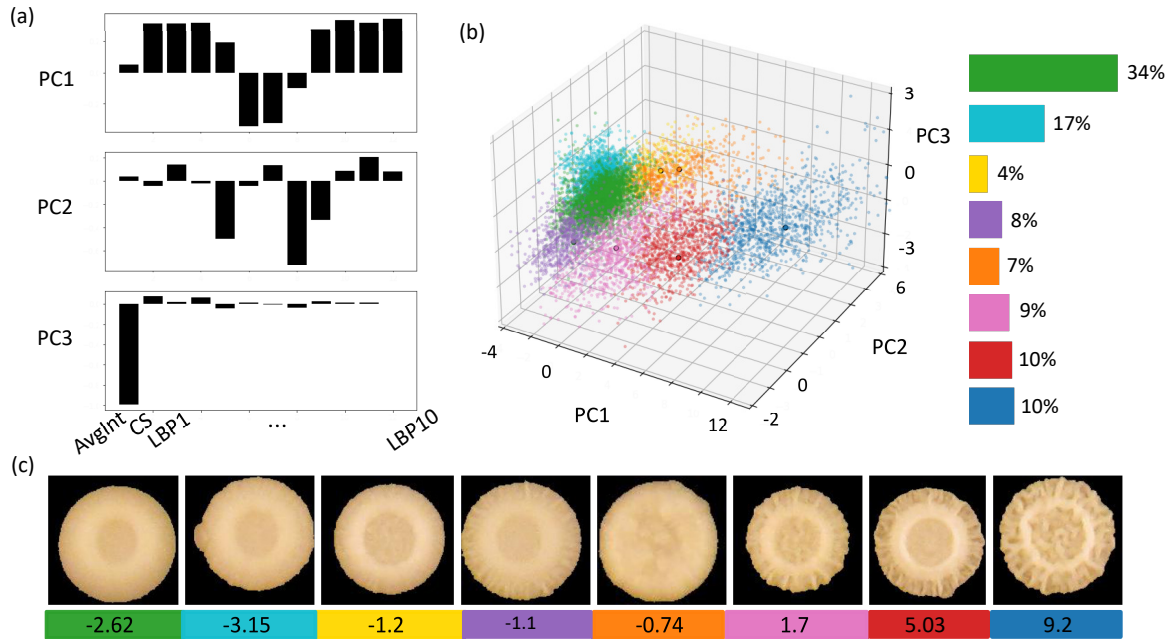 (a)
PC1
PC2
PC3
AvgInt
CS
LBP1
...
LBP10
(b)
3
0
-3
PC3
6
0
-2
PC2
-4
0
12
PC1
34%
17%
4%
8%
7%
9%
10%
10%
(c)
-2.62 -3.15 -1.2 -1.1 -0.74 1.7 5.03 9.2